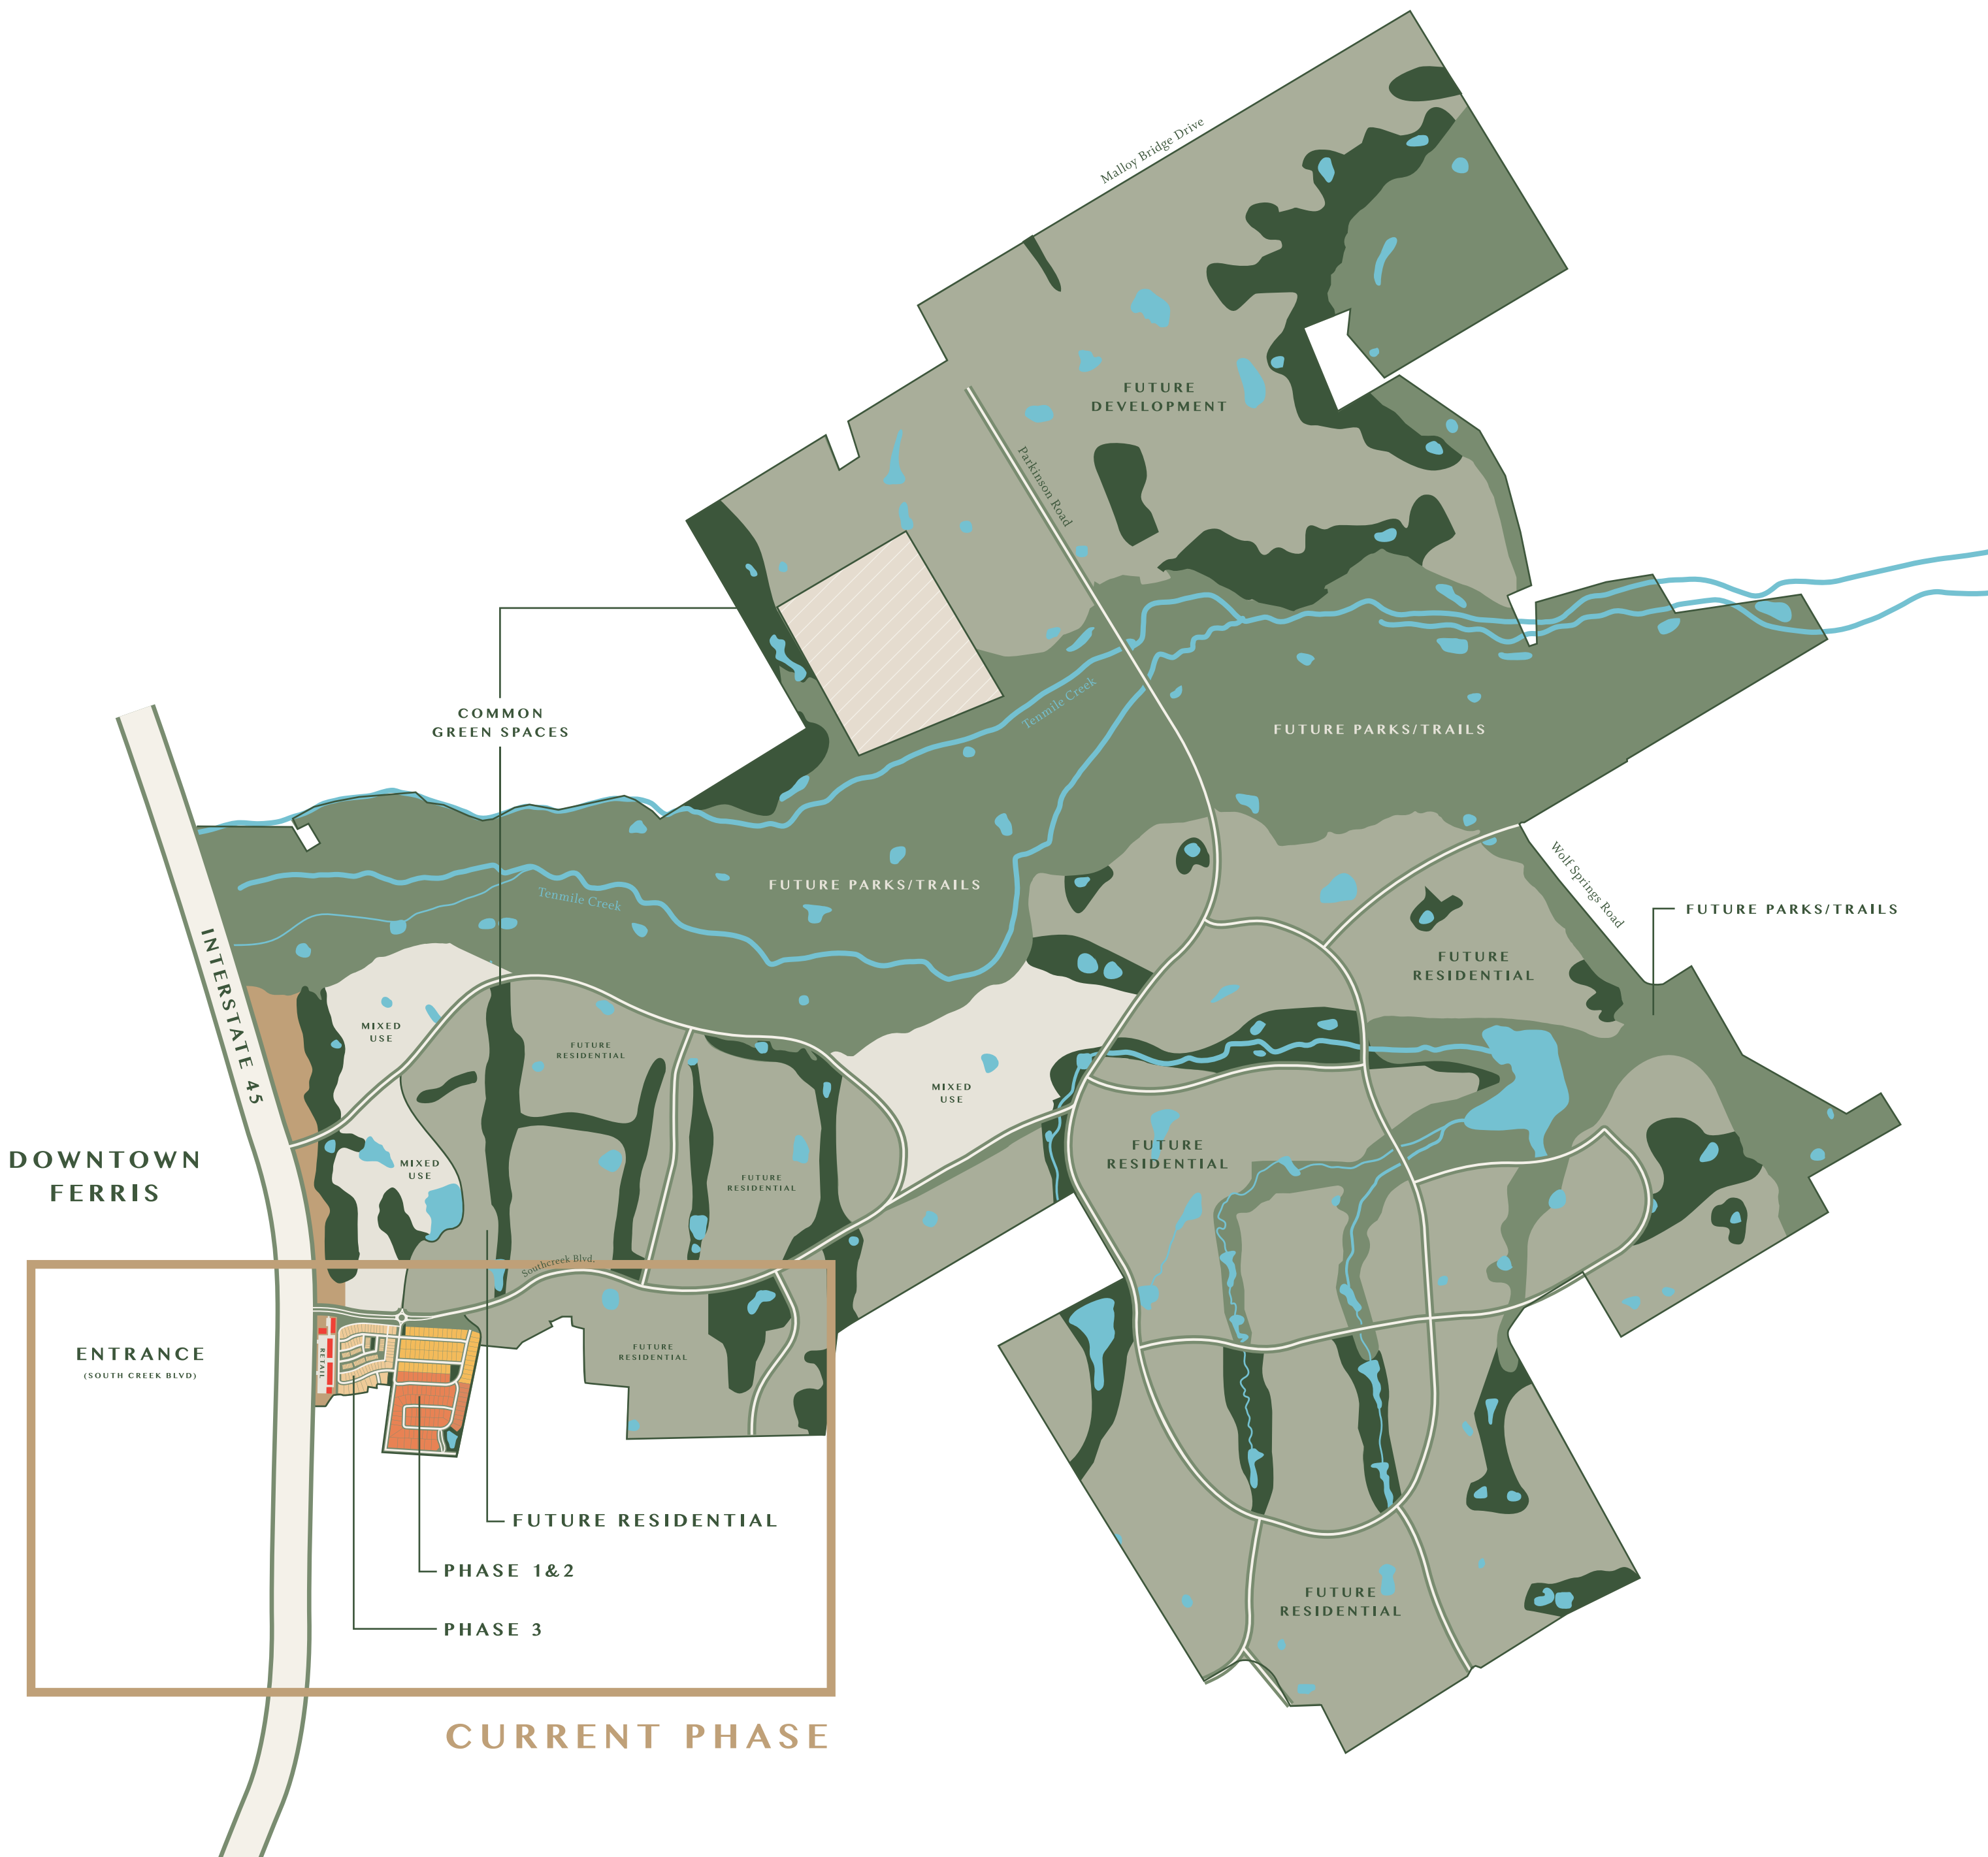 Malloy Bridge Drive
FUTURE
DEVELOPMENT
Parkinson Road
COMMON
GREEN SPACES
Tenmile Creek
FUTURE PARKS/TRAILS
FUTURE PARKS/TRAILS
Tenmile Creek
Wolf Springs Road
FUTURE PARKS/TRAILS
INTERSTATE 45
FUTURE
RESIDENTIAL
MIXED
USE
FUTURE
RESIDENTIAL
MIXED
USE
FUTURE
RESIDENTIAL
DOWNTOWN
FERRIS
MIXED
USE
FUTURE
RESIDENTIAL
Southcreek Blvd.
ENTRANCE
(SOUTH CREEK BLVD)
RETAIL
FUTURE
RESIDENTIAL
FUTURE RESIDENTIAL
PHASE 1&2
PHASE 3
FUTURE
RESIDENTIAL
CURRENT PHASE